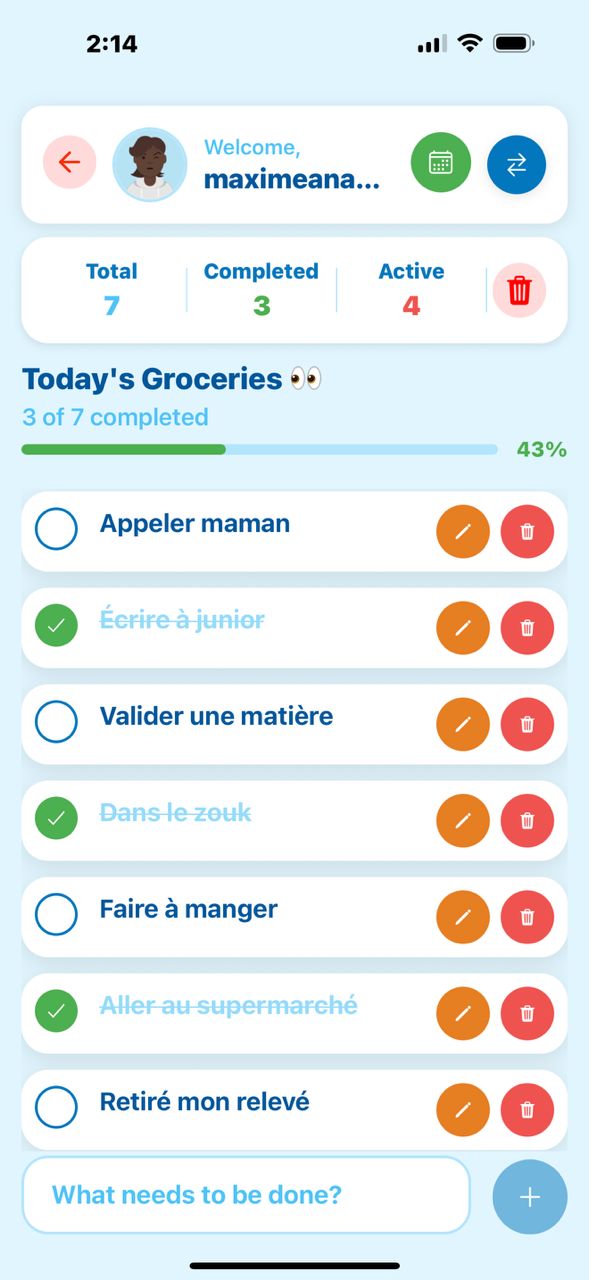 2:14
Welcome,
maximeana...
Total
Completed
Active
7
3
4
Today's Groceries 👀
3 of 7 completed
43%
Appeler maman
Écrire à junior
Valider une matière
Dans le zouk
Faire à manger
Aller au supermarché
Retiré mon relevé
What needs to be done?